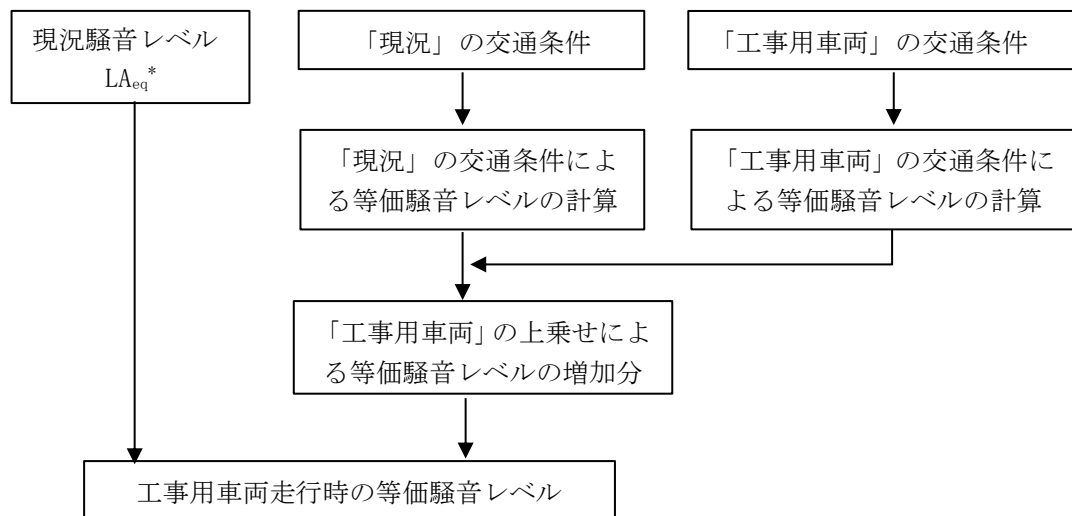 現況騒音レベル
LAeq*
「現況」の交通条件
「工事用車両」の交通条件
「現況」の交通条件によ
る等価騒音レベルの計算
「工事用車両」の交通条件に
よる等価騒音レベルの計算
「工事用車両」の上乗せによ
る等価騒音レベルの増加分
工事用車両走行時の等価騒音レベル